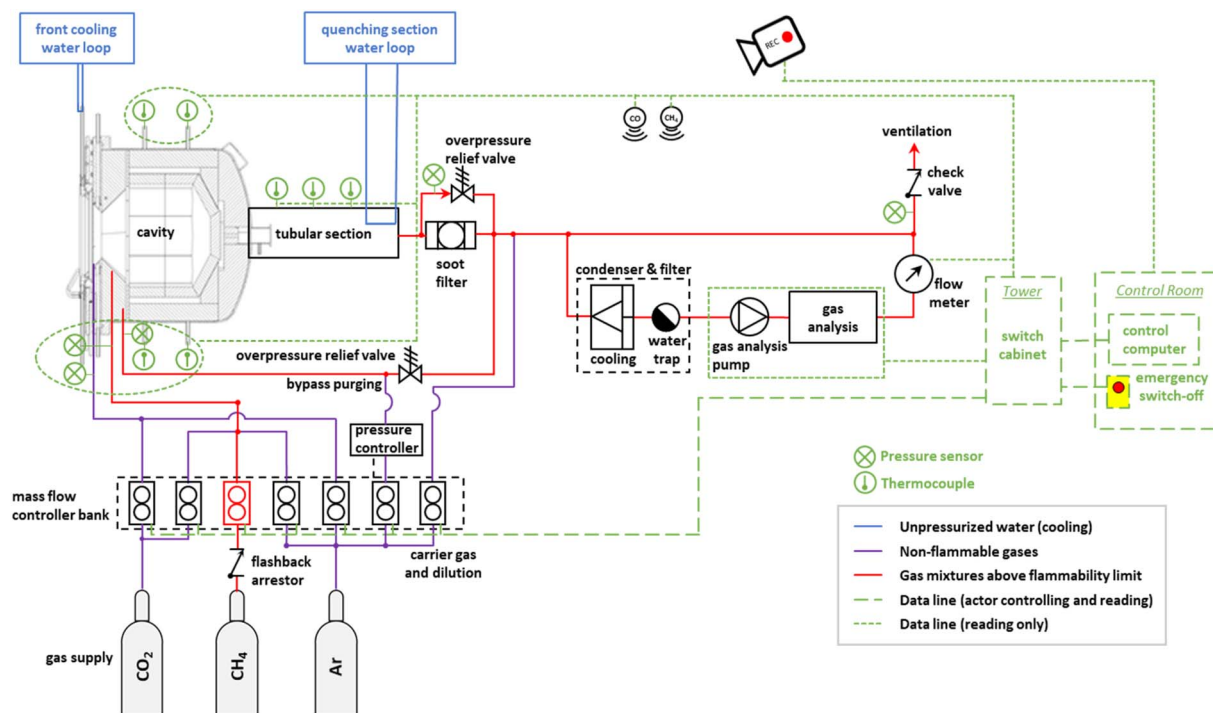 front cooling
water loop
quenching section
water loop
REC
CO
CH4
overpressure
relief valve
ventilation
check
valve
cavity
tubular section
soot
filter
condenser & filter
cooling
water
trap
gas analysis
pump
gas
analysis
flow
meter
Tower
switch
cabinet
Control Room
control
computer
emergency
switch-off
overpressure relief valve
bypass purging
pressure
controller
mass flow
controller bank
flashback
arrestor
carrier gas
and dilution
gas supply
CO2
CH4
Ar
Pressure sensor
Thermocouple
Unpressurized water (cooling)
Non-flammable gases
Gas mixtures above flammability limit
Data line (actor controlling and reading)
Data line (reading only)